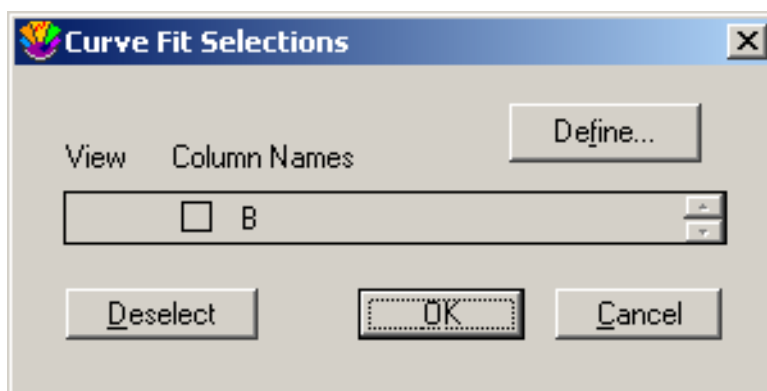 Curve Fit Selections
Define...
View Column Names
B
Deselect OK Cancel